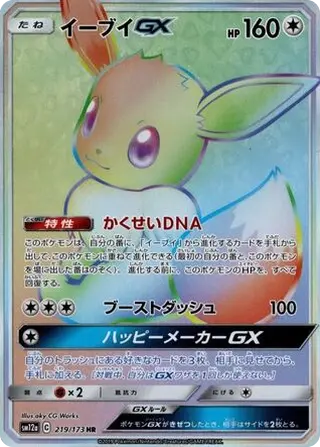 たね イーブイGX HP160
特性 かくせいDNA
このポケモンは、自分の番に、「イーブイ」から進化するカードを手札から出して、このポケモンに重ねて進化できる(最初の自分の番と、このポケモンを場に出した番はのぞく)。進化する前に、このポケモンのHPを、すべて回復する。
ブーストダッシュ 100
ハッピーメーカーGX
自分のトラッシュにある好きなカードを3枚、相手に見せてから、手札に加える。[対戦中、自分はGXワザを1回しか使えない。]
弱点 ×2 抵抗力 にげる
Illus. aky CG Works
sm12a C 219/173 HR
GXルール
ポケモンGXがきぜつしたとき、相手はサイドを2枚とる。